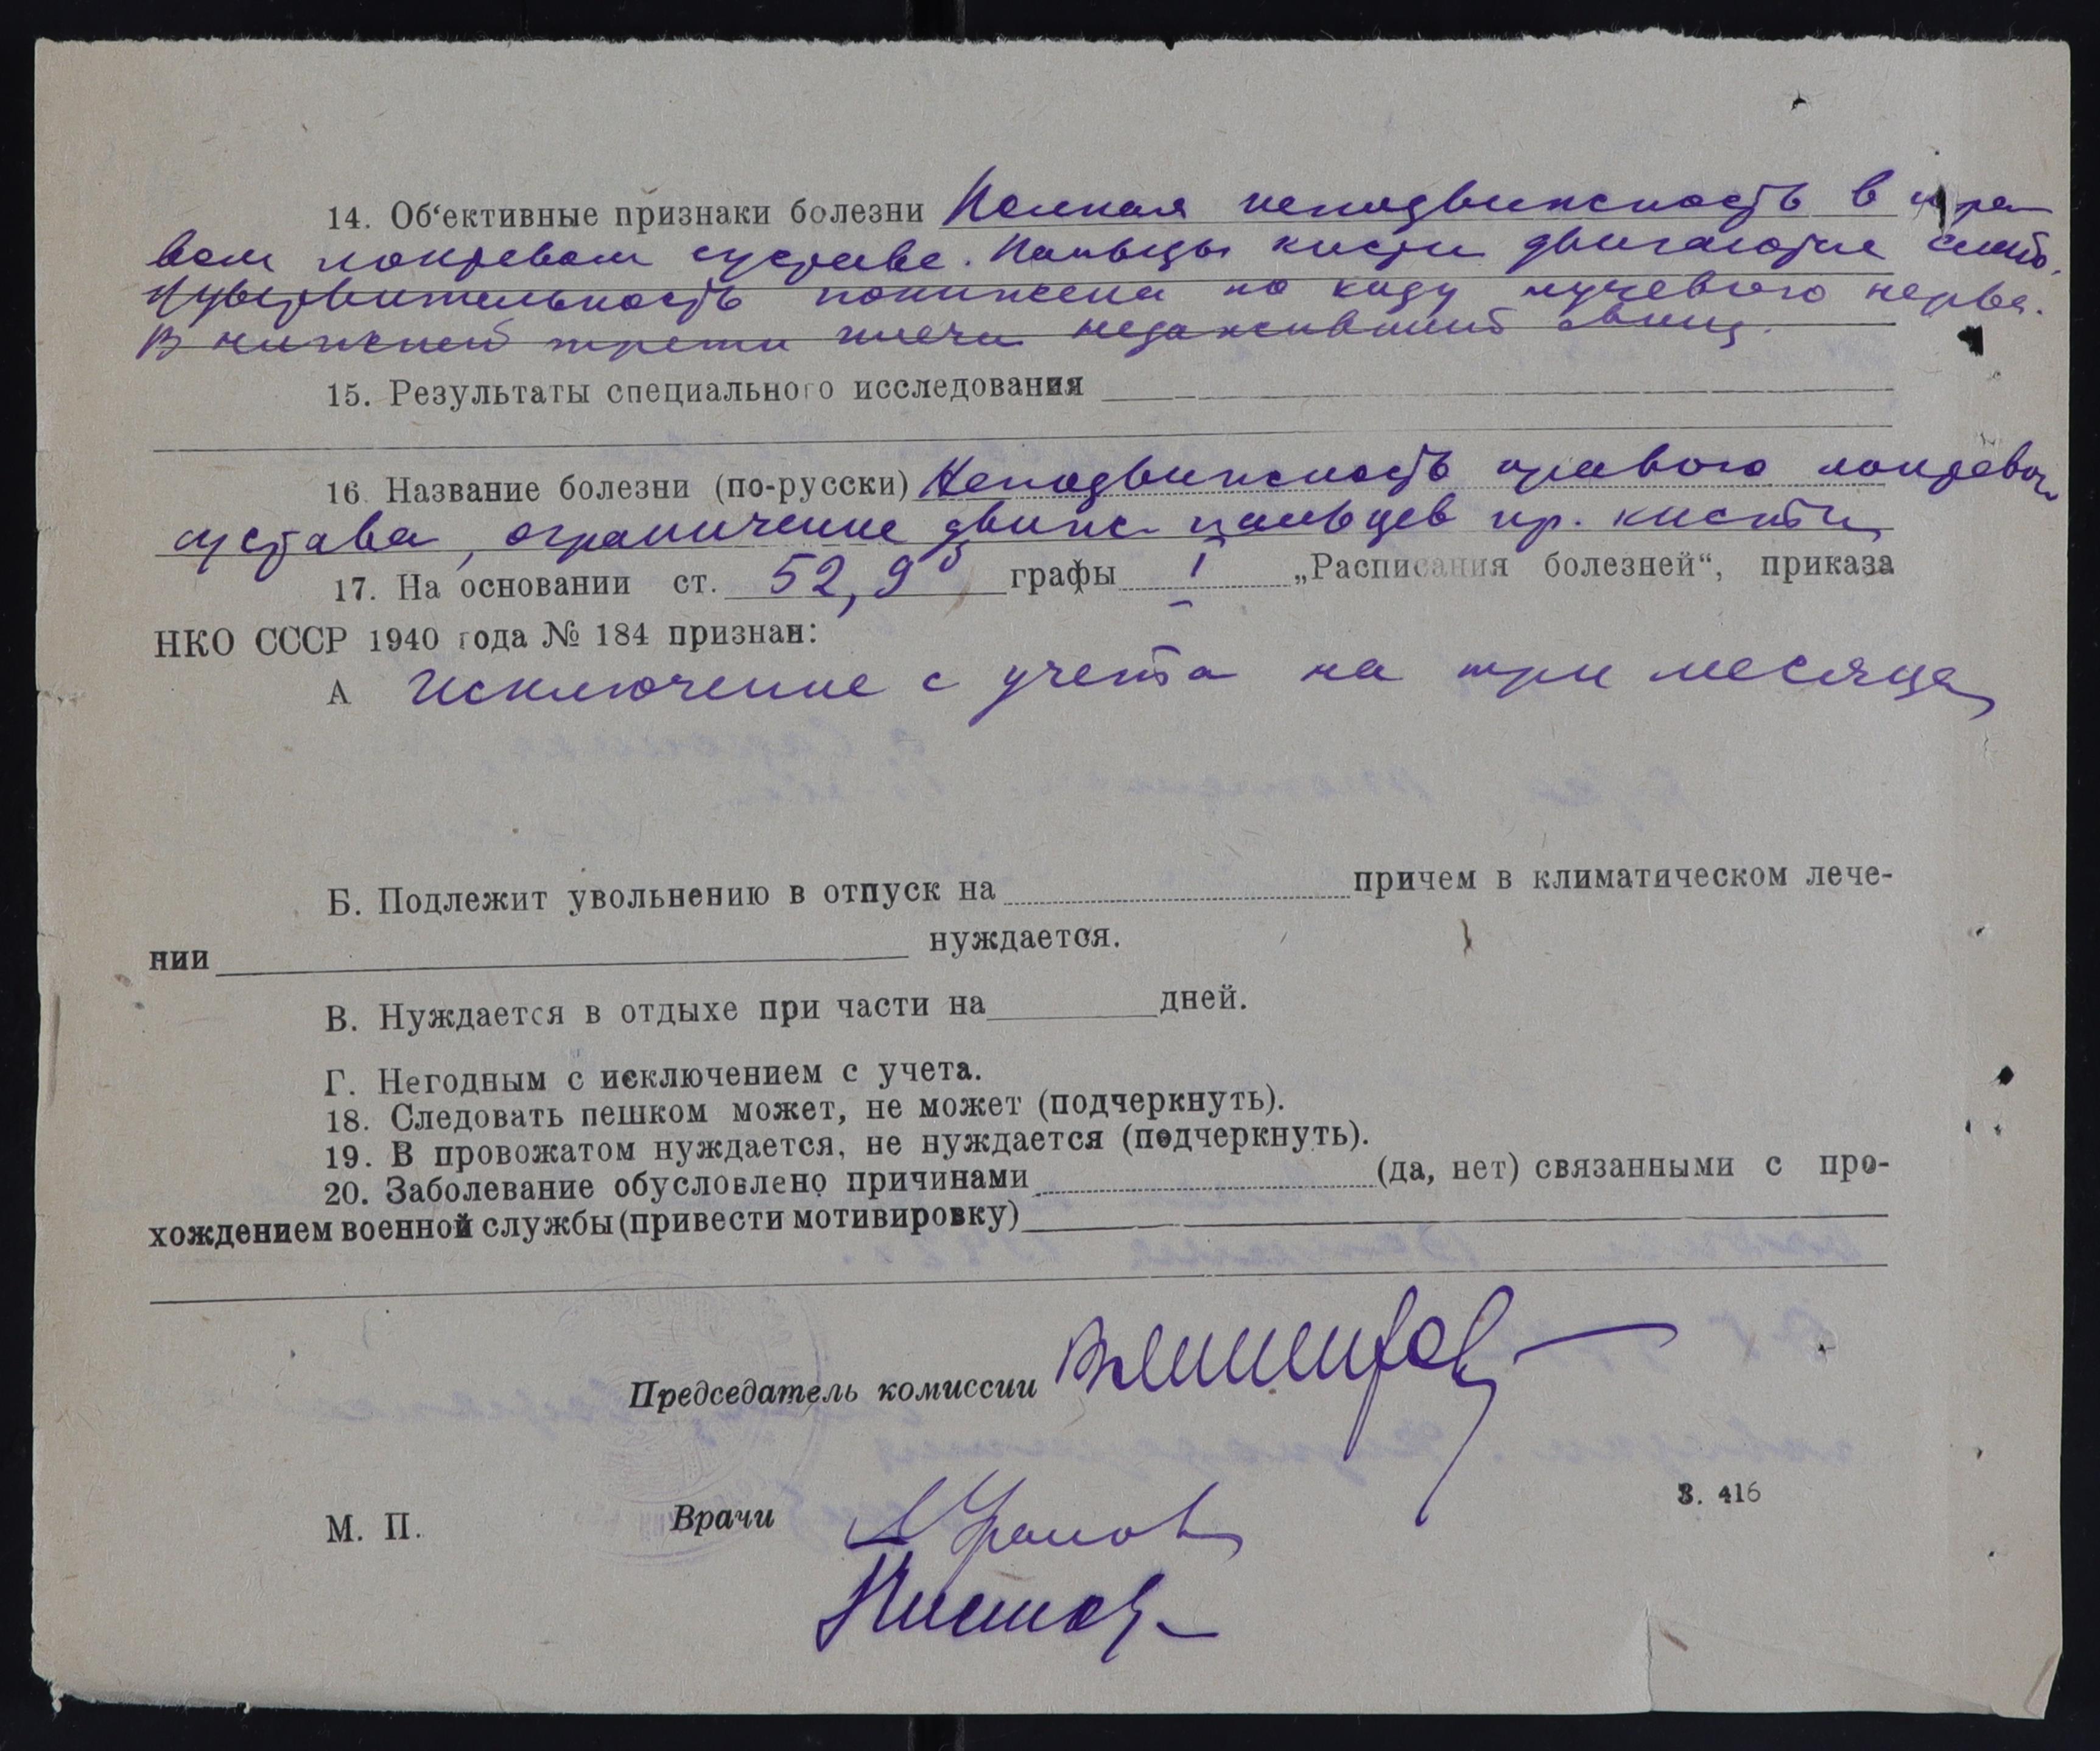 14. Об‘ективные признаки болезни Полная неподвижность в пра
вом локтевом суставе. Пальцы кисти двигаются слабо.
Чувствительность понижена по ходу лучевого нерва.
В нижней трети плеча незаживший свищ.
15. Результаты специального исследования
16. Название болезни (по-русски) Неподвижность правого локтевого
сустава, ограничение движ. пальцев пр. кисти
17. На основании ст. 52, 9 графы I „Расписания болезней“, приказа
НКО СССР 1940 года № 184 признан:
А Исключение с учета на три месяца
Б. Подлежит увольнению в отпуск на причем в климатическом лече-
нии нуждается.
В. Нуждается в отдыхе при части на дней.
Г. Негодным с исключением с учета.
18. Следовать пешком может, не может (подчеркнуть).
19. В провожатом нуждается, не нуждается (подчеркнуть).
20. Заболевание обусловлено причинами (да, нет) связанными с про-
хождением военной службы (привести мотивировку)
Председатель комиссии
З. 416
М. П. Врачи